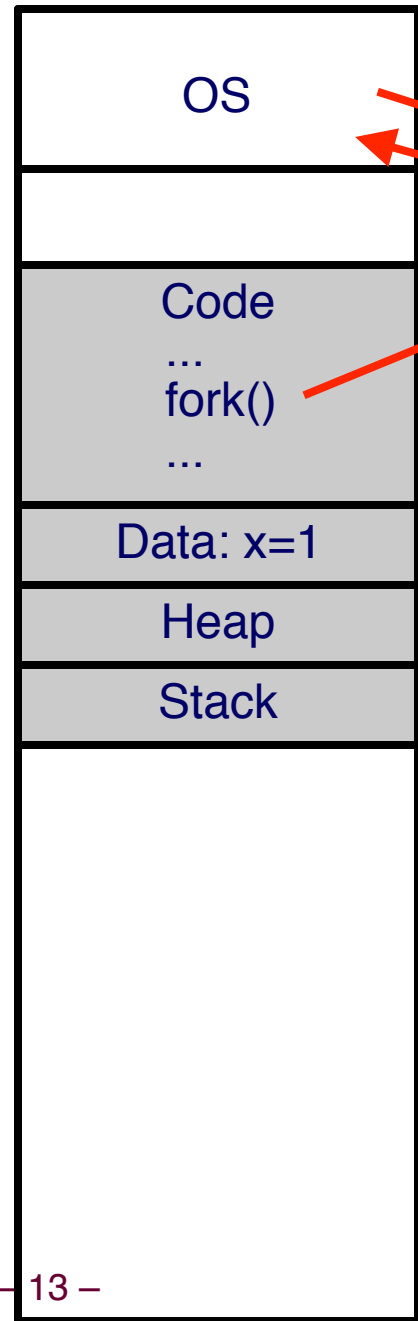 OS
Code
...
fork()
...
Data: x=1
Heap
Stack
– 13 –